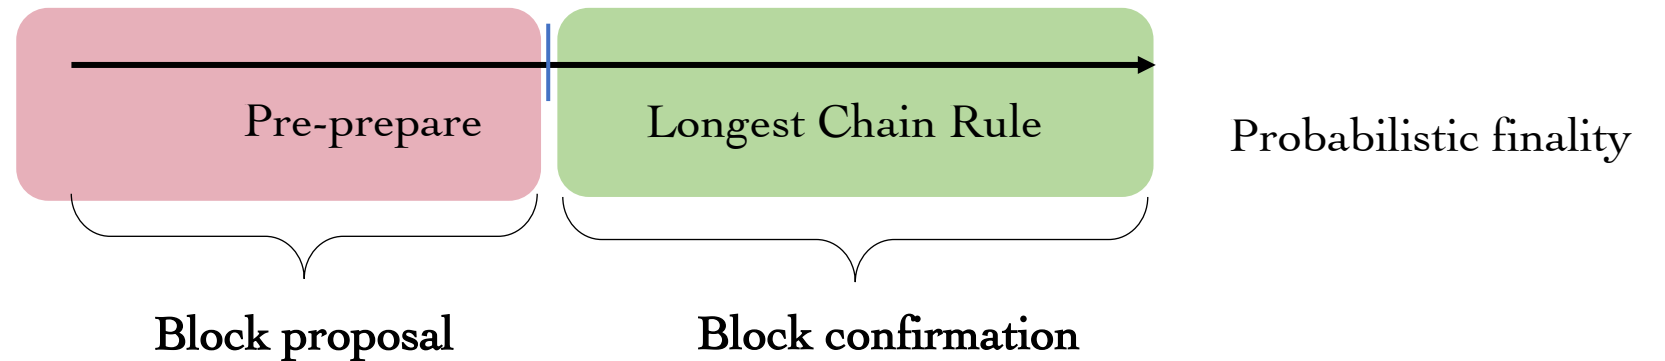 Pre-prepare
Longest Chain Rule
Probabilistic finality
Block proposal
Block confirmation